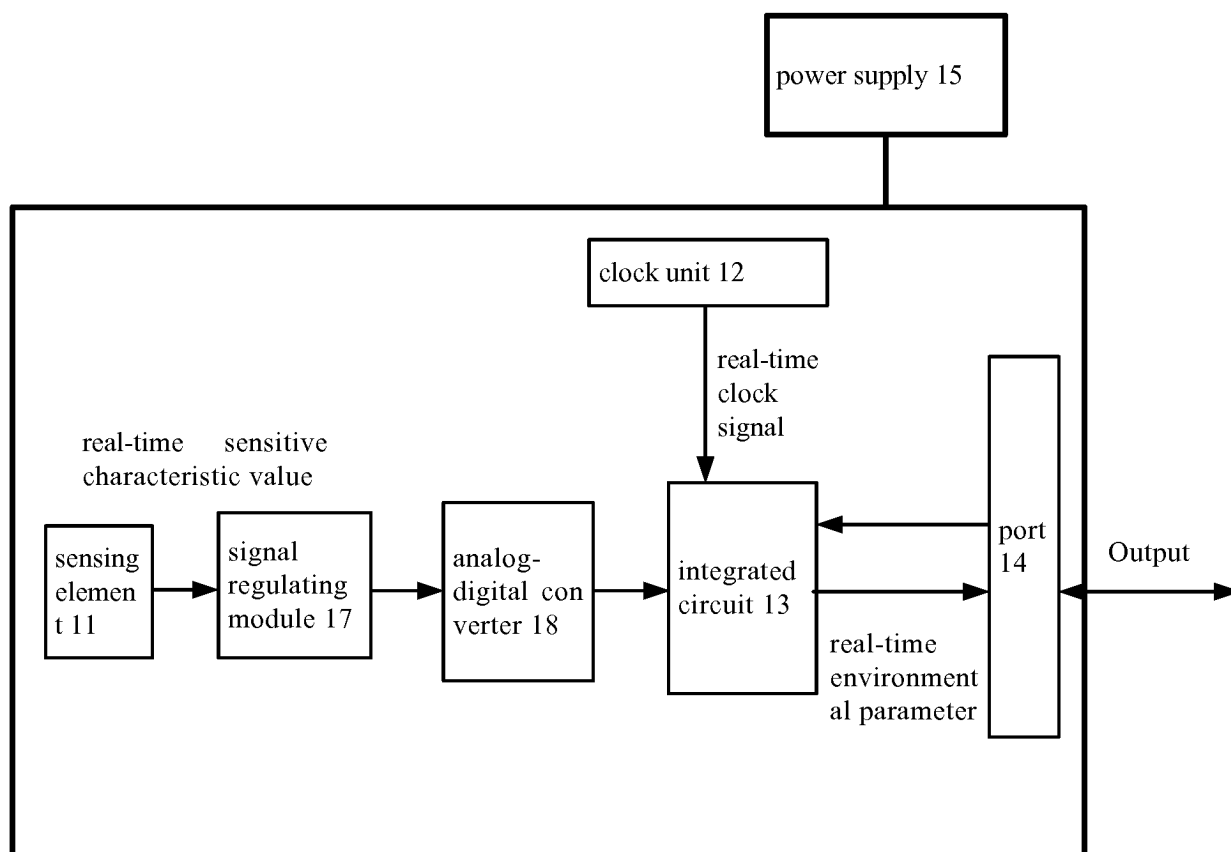 power supply 15
clock unit 12
real-time
clock
signal
real-time sensitive
characteristic value
sensing
elemen
t 11
signal
regulating
module 17
analog-
digital con
verter 18
integrated
circuit 13
port
14
Output
real-time
environment
al parameter